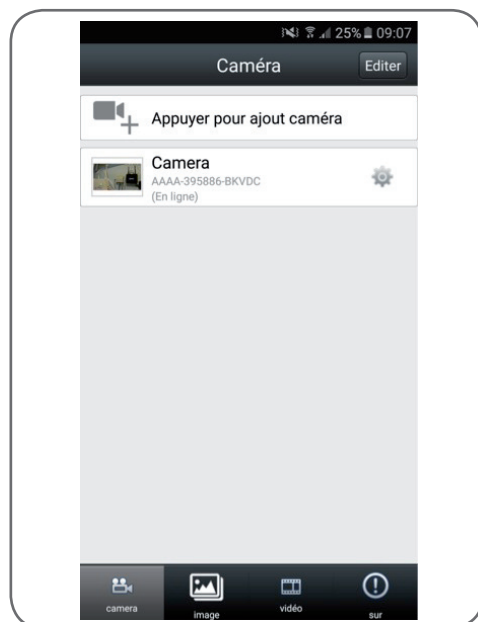 25% 09:07
Caméra
Editer
Appuyer pour ajout caméra
Camera
AAAA-395886-BKVDC
(En ligne)
camera
image
vidéo
sur